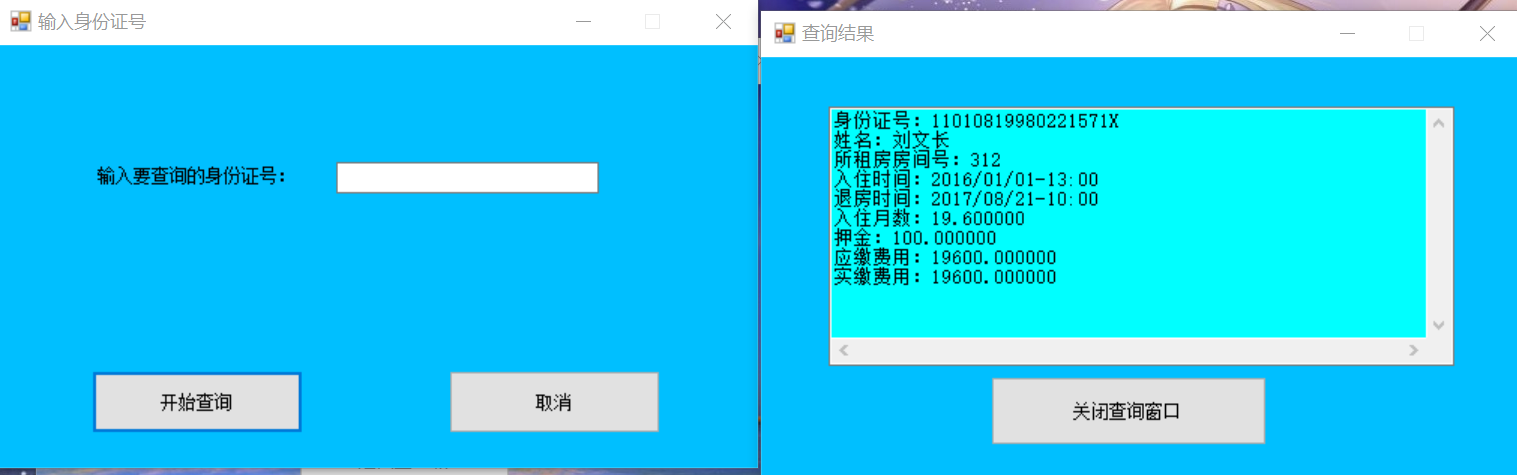 输入身份证号
输入要查询的身份证号：
开始查询
取消
查询结果
身份证号：11010819980221571X
姓名：刘文长
所租房房间号：312
入住时间：2016/01/01-13:00
退房时间：2017/08/21-10:00
入住月数：19.600000
押金：100.000000
应缴费用：19600.000000
实缴费用：19600.000000
关闭查询窗口